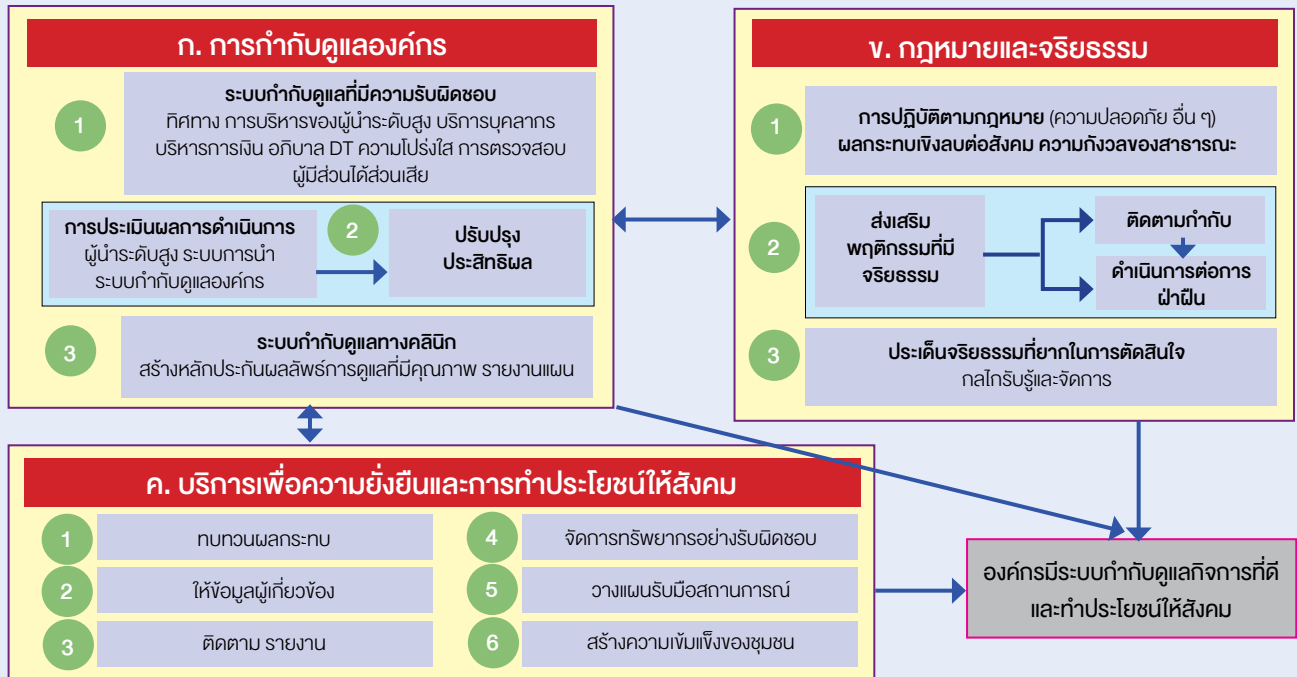 ก. การกำกับดูแลองค์กร
1
ระบบกำกับดูแลที่มีความรับผิดชอบ
ทิศทาง การบริหารของผู้นำระดับสูง บริการบุคลากร
บริหารการเงิน อภิบาล DT ความโปร่งใส การตรวจสอบ
ผู้มีส่วนได้ส่วนเสีย
การประเมินผลการดำเนินการ
ผู้นำระดับสูง ระบบการนำ
ระบบกำกับดูแลองค์กร
2
ปรับปรุง
ประสิทธิผล
3
ระบบกำกับดูแลทางคลินิก
สร้างหลักประกันผลลัพธ์การดูแลที่มีคุณภาพ รายงานแผน
ข. กฎหมายและจริยธรรม
1
การปฏิบัติตามกฎหมาย (ความปลอดภัย อื่น ๆ)
ผลกระทบเชิงลบต่อสังคม ความกังวลของสาธารณะ
2
ส่งเสริม
พฤติกรรมที่มี
จริยธรรม
ติดตามกำกับ
ดำเนินการต่อการ
ฝ่าฝืน
3
ประเด็นจริยธรรมที่ยากในการตัดสินใจ
กลไกรับรู้และจัดการ
ค. บริการเพื่อความยั่งยืนและการทำประโยชน์ให้สังคม
1
ทบทวนผลกระทบ
2
ให้ข้อมูลผู้เกี่ยวข้อง
3
ติดตาม รายงาน
4
จัดการทรัพยากรอย่างรับผิดชอบ
5
วางแผนรับมือสถานการณ์
6
สร้างความเข้มแข็งของชุมชน
องค์กรมีระบบกำกับดูแลกิจการที่ดี
และทำประโยชน์ให้สังคม